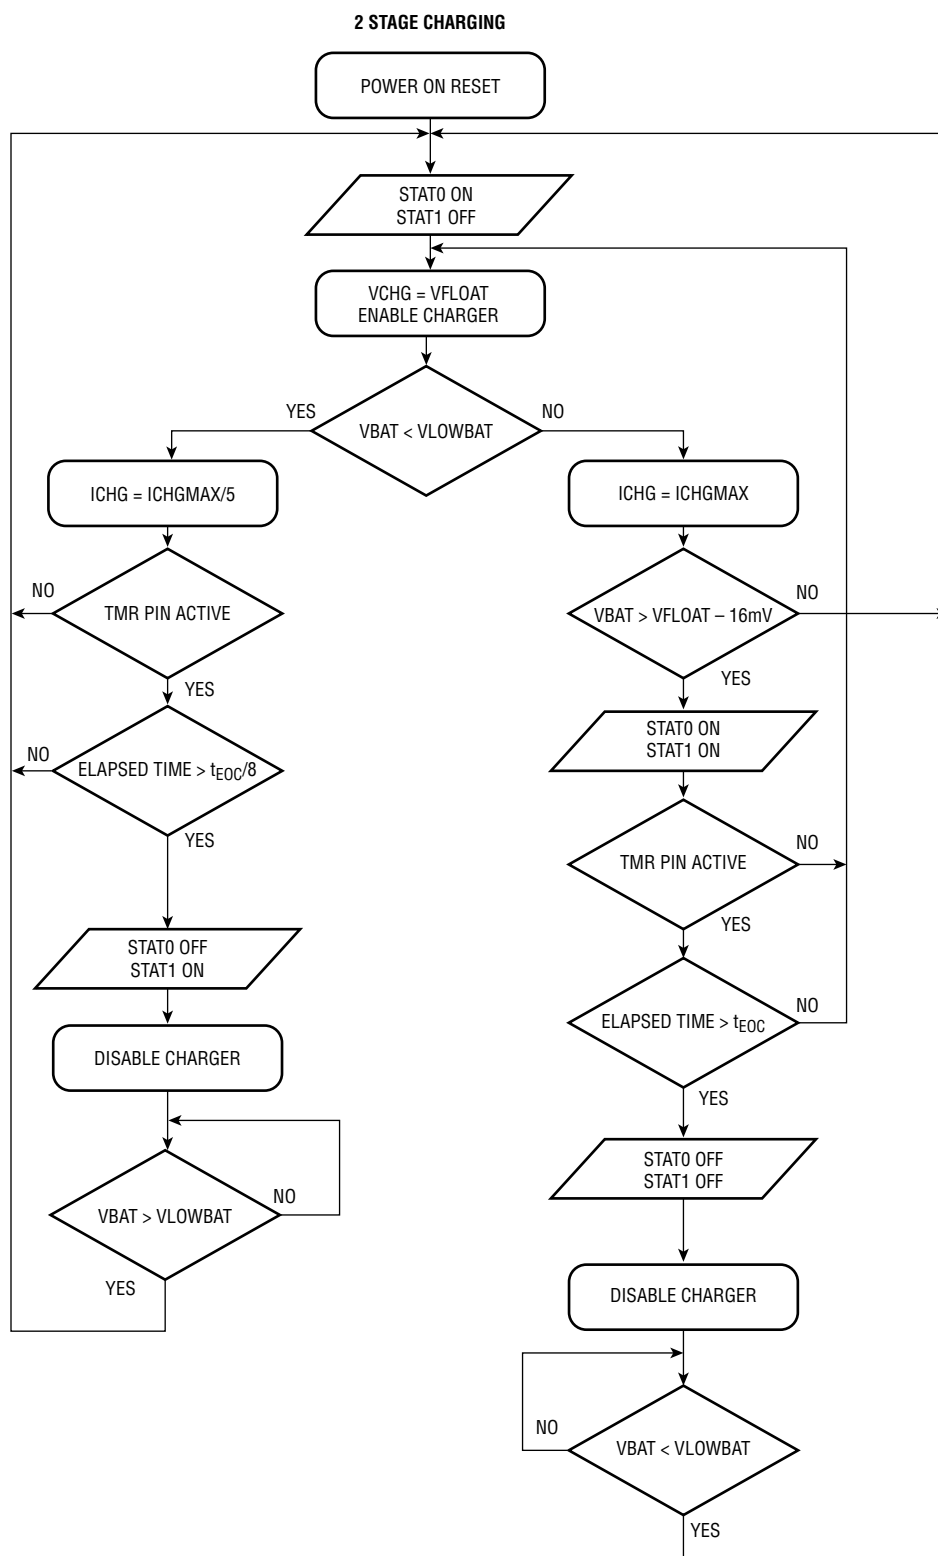 2 STAGE CHARGING
POWER ON RESET
STAT0 ON
STAT1 OFF
VCHG = VFLOAT
ENABLE CHARGER
VBAT < VLOWBAT
YES
NO
ICHG = ICHGMAX/5
TMR PIN ACTIVE
NO
YES
ELAPSED TIME > tEOC/8
NO
YES
STAT0 OFF
STAT1 ON
DISABLE CHARGER
VBAT > VLOWBAT
NO
YES
ICHG = ICHGMAX
VBAT > VFLOAT – 16mV
NO
YES
STAT0 ON
STAT1 ON
TMR PIN ACTIVE
NO
YES
ELAPSED TIME > tEOC
NO
YES
STAT0 OFF
STAT1 OFF
DISABLE CHARGER
VBAT < VLOWBAT
NO
YES